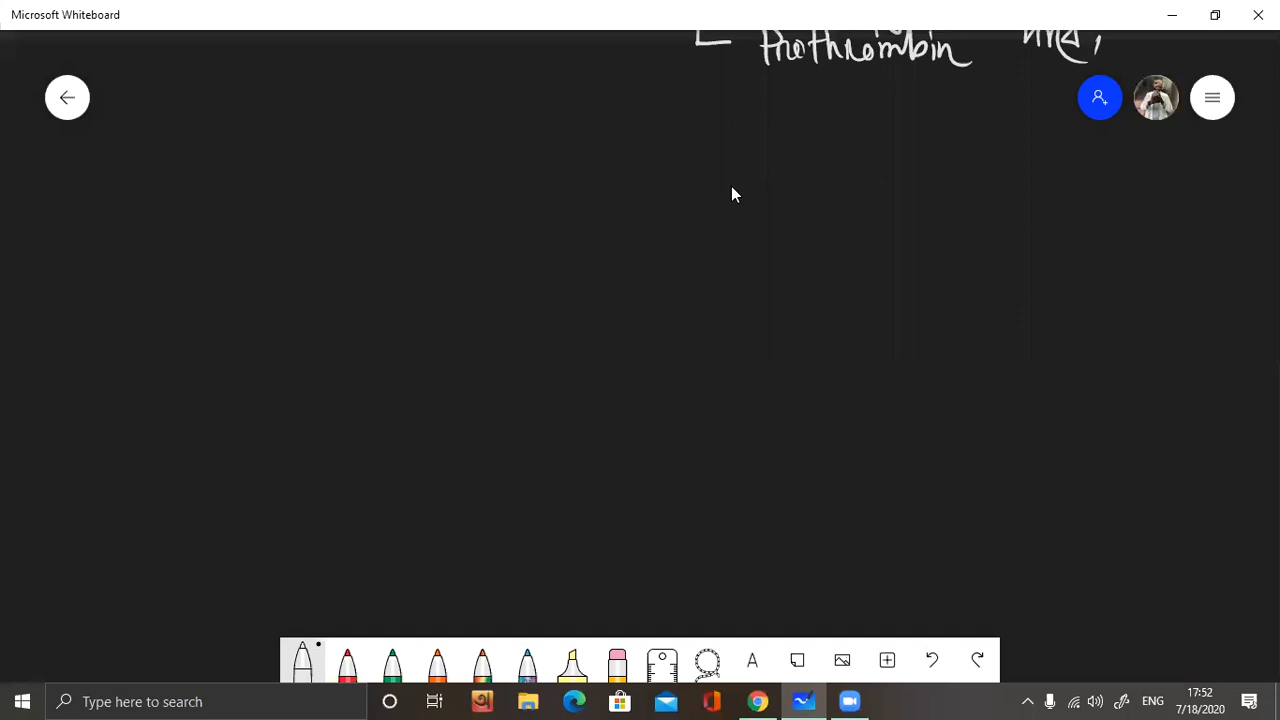 Microsoft Whiteboard
Prothrombin
A
Type here to search
ENG
17:52
7/18/2020